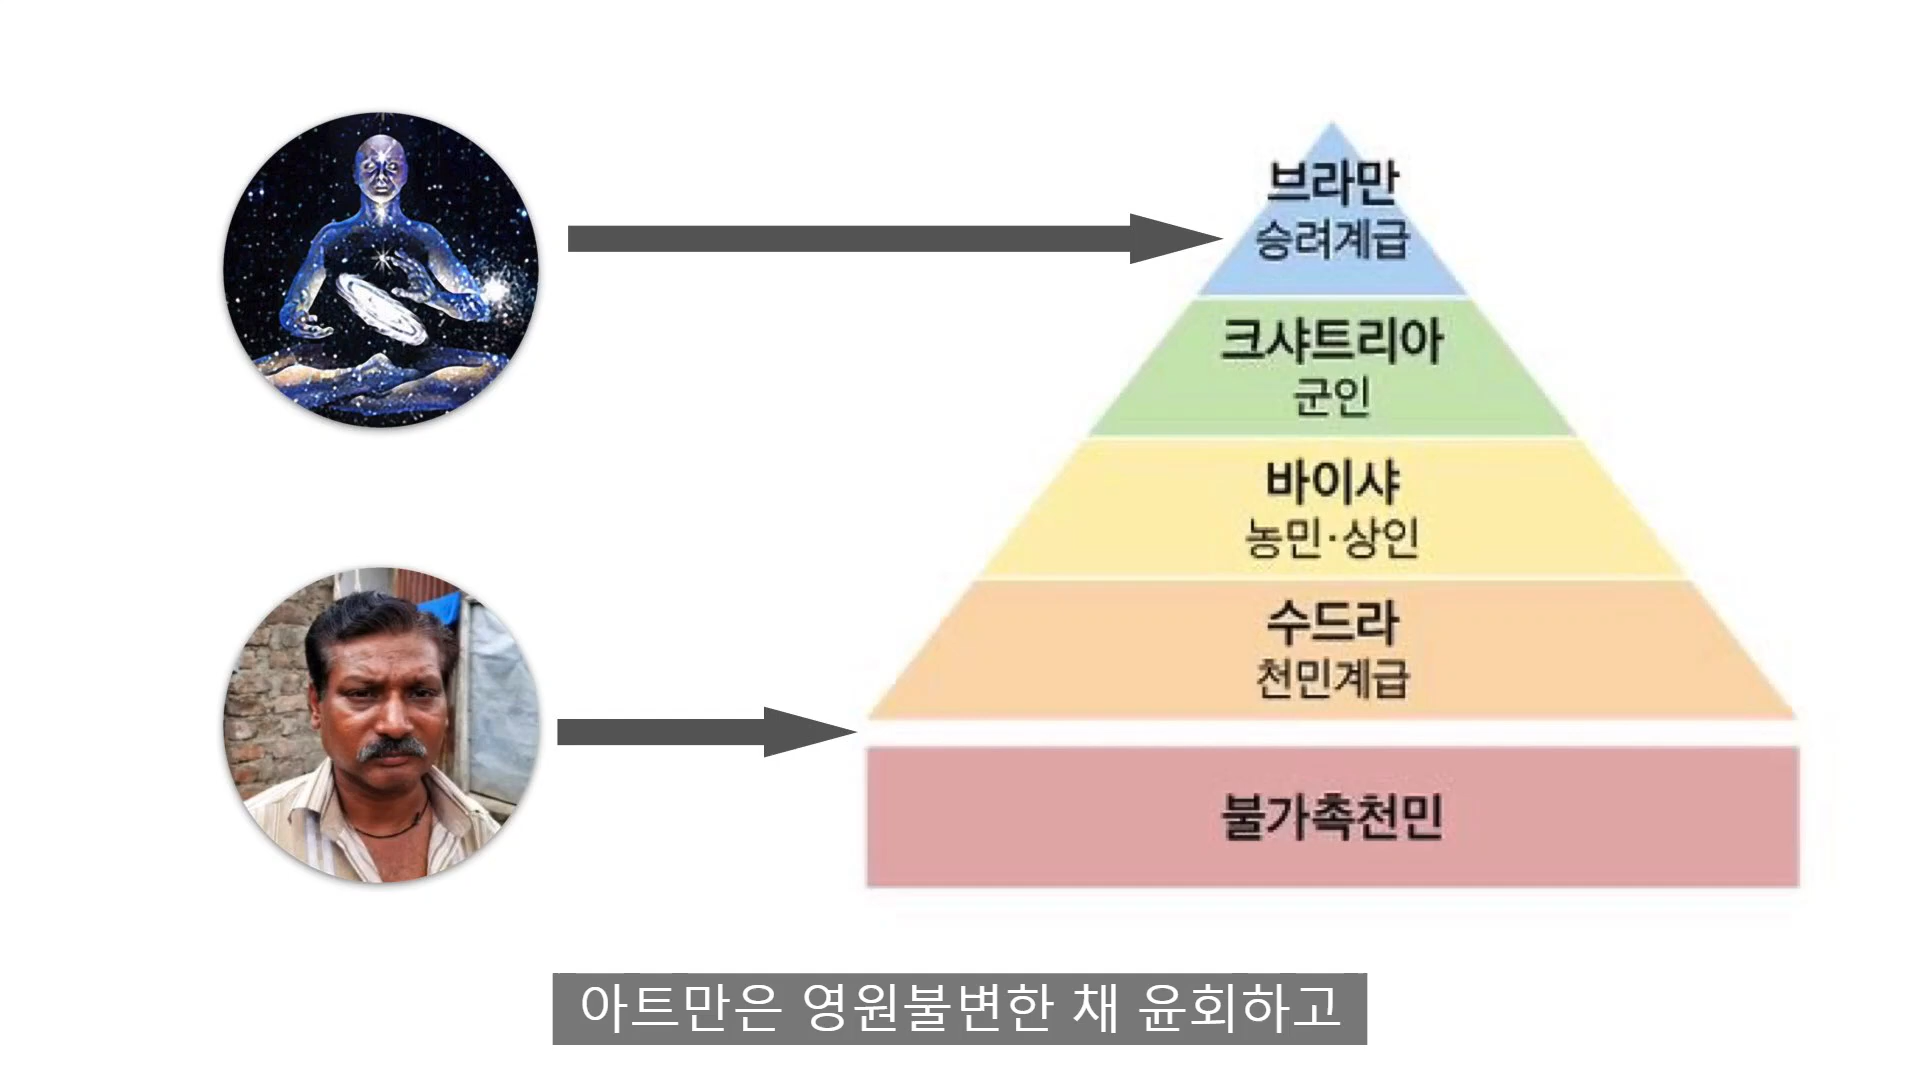 브라만
승려계급
크샤트리아
군인
바이샤
농민·상인
수드라
천민계급
불가촉천민
아트만은 영원불변한 채 윤회하고